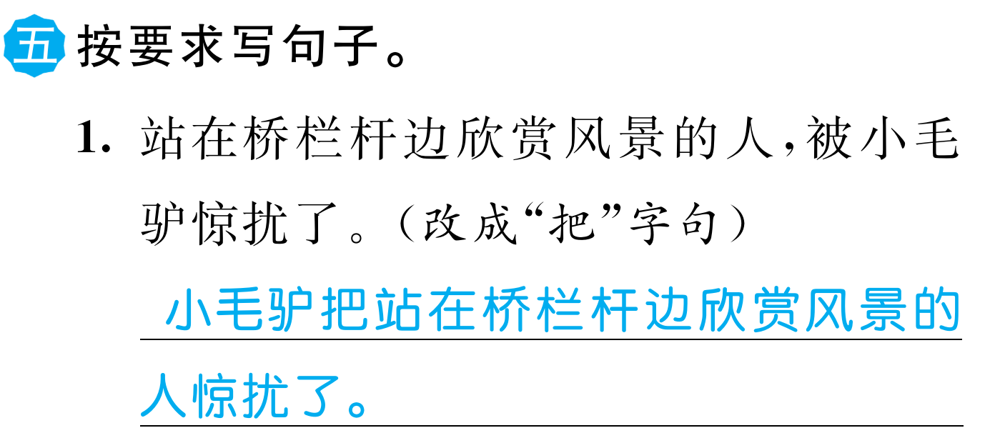 五 按要求写句子。
1. 站在桥栏杆边欣赏风景的人,被小毛
驴惊扰了。(改成“把”字句)
小毛驴把站在桥栏杆边欣赏风景的
人惊扰了。